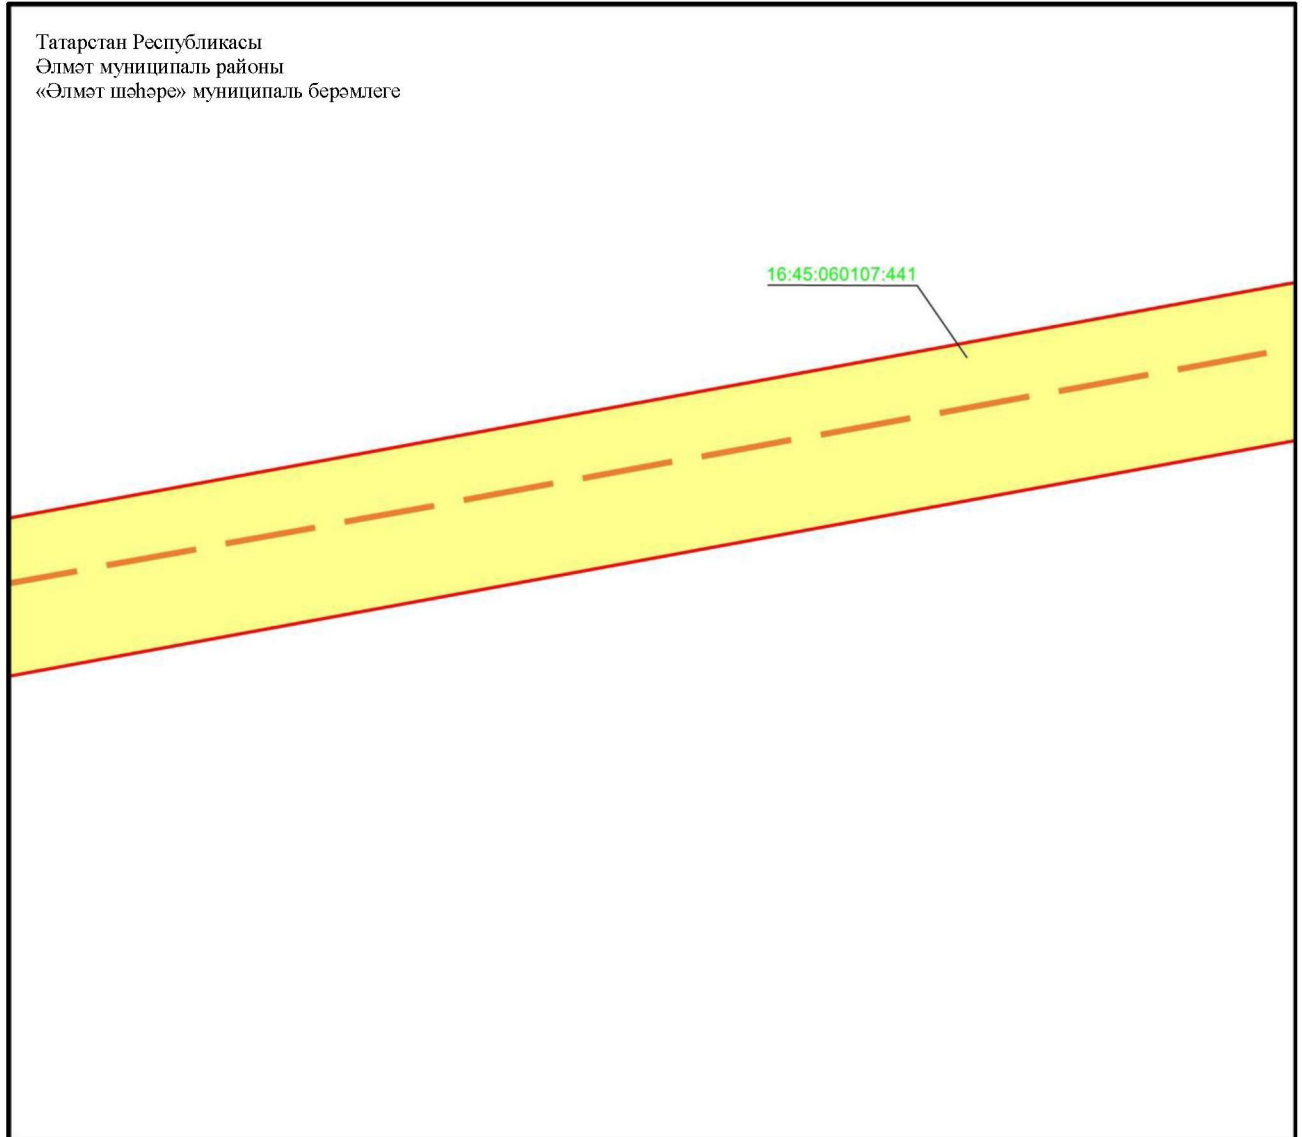 Татарстан Республикасы
Әлмәт муниципаль районы
«Әлмәт шәһәре» муниципаль берәмлеге
16:45:060107:441